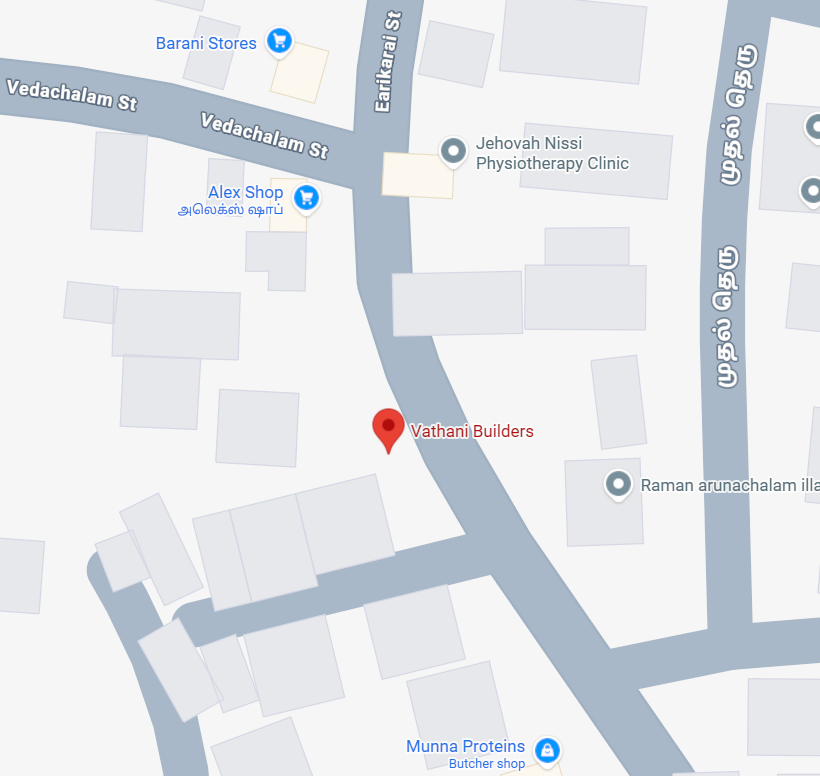 Barani Stores
Earikarai St
Vedachalam St
Vedachalam St
முதல் தெரு
Jehovah Nissi
Physiotherapy Clinic
Alex Shop
அலெக்ஸ் ஷாப்
முதல் தெரு
Vathani Builders
Raman arunachalam illa
Munna Proteins
Butcher shop